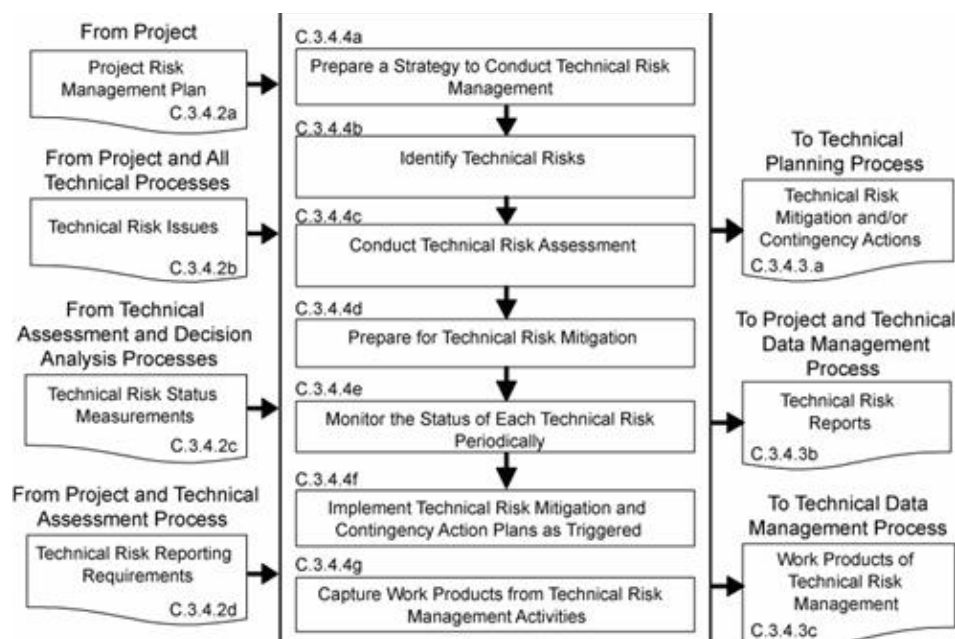 From Project
Project Risk
Management Plan
C.3.4.2a
From Project and All
Technical Processes
Technical Risk Issues
C.3.4.2b
From Technical
Assessment and Decision
Analysis Processes
Technical Risk Status
Measurements
C.3.4.2c
From Project and Technical
Assessment Process
Technical Risk Reporting
Requirements
C.3.4.2d
C.3.4.4a
Prepare a Strategy to Conduct Technical Risk
Management
C.3.4.4b
Identify Technical Risks
C.3.4.4c
Conduct Technical Risk Assessment
C.3.4.4d
Prepare for Technical Risk Mitigation
C.3.4.4e
Monitor the Status of Each Technical Risk
Periodically
C.3.4.4f
Implement Technical Risk Mitigation and
Contingency Action Plans as Triggered
C.3.4.4g
Capture Work Products from Technical Risk
Management Activities
To Technical
Planning Process
Technical Risk
Mitigation and/or
Contingency Actions
C.3.4.3.a
To Project and Technical
Data Management
Process
Technical Risk
Reports
C.3.4.3b
To Technical Data
Management Process
Work Products of
Technical Risk
Management
C.3.4.3c